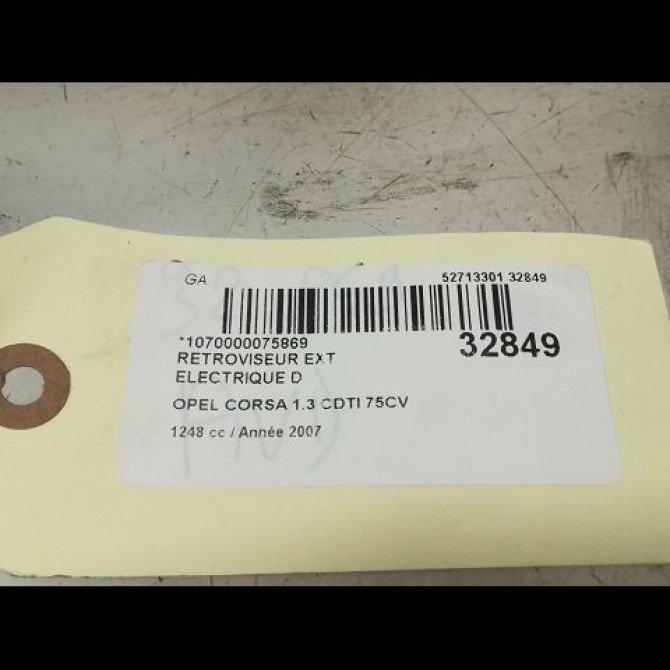 GA 52713301 32849
*1070000075869 32849
RETROVISEUR EXT
ELECTRIQUE D
OPEL CORSA 1.3 CDTI 75CV
1248 cc / Année 2007